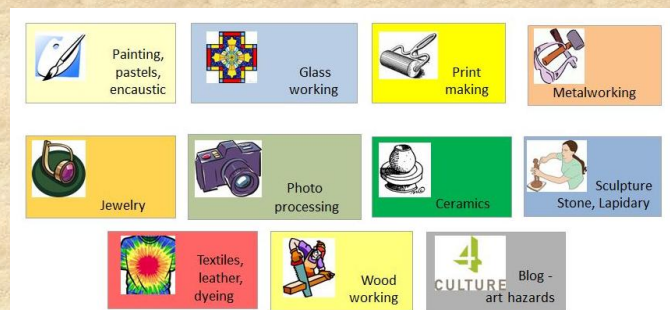 Painting,
pastels,
encaustic
Glass
working
Print
making
Metalworking
Jewelry
Photo
processing
Ceramics
Sculpture
Stone, Lapidary
Textiles,
leather,
dyeing
Wood
working
4
CULTURE
Blog -
art hazards